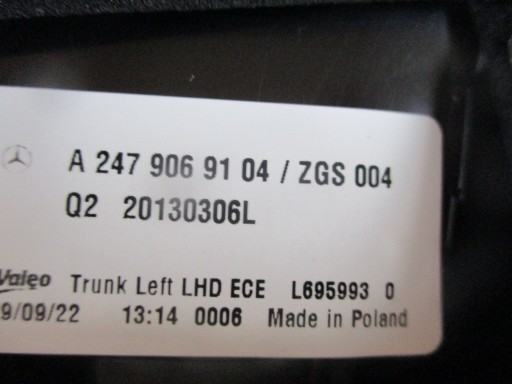 A 247 906 91 04 / ZGS 004
Q2 20130306L
Valeo Trunk Left LHD ECE L695993 0
9/09/22 13:14 0006 Made in Poland